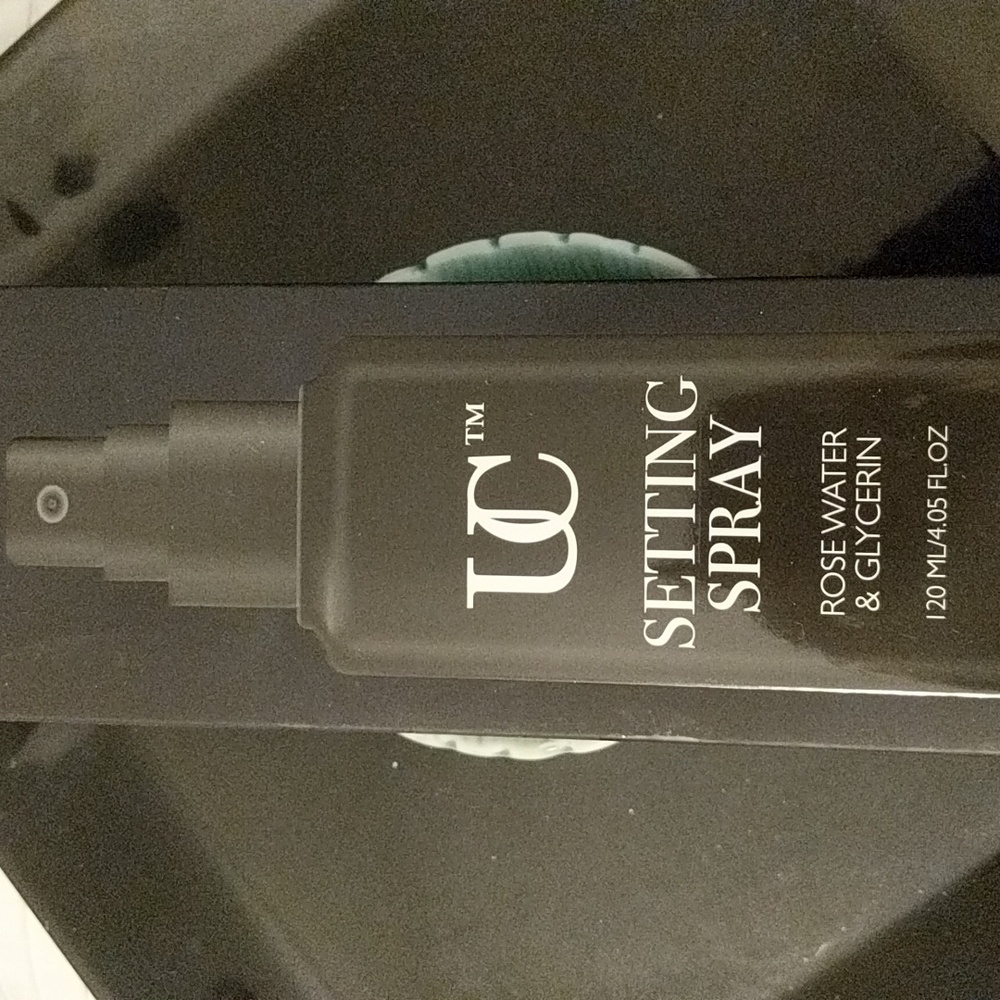 UC™
SETTING
SPRAY
ROSE WATER
& GLYCERIN
120 ML/4.05 FL.OZ